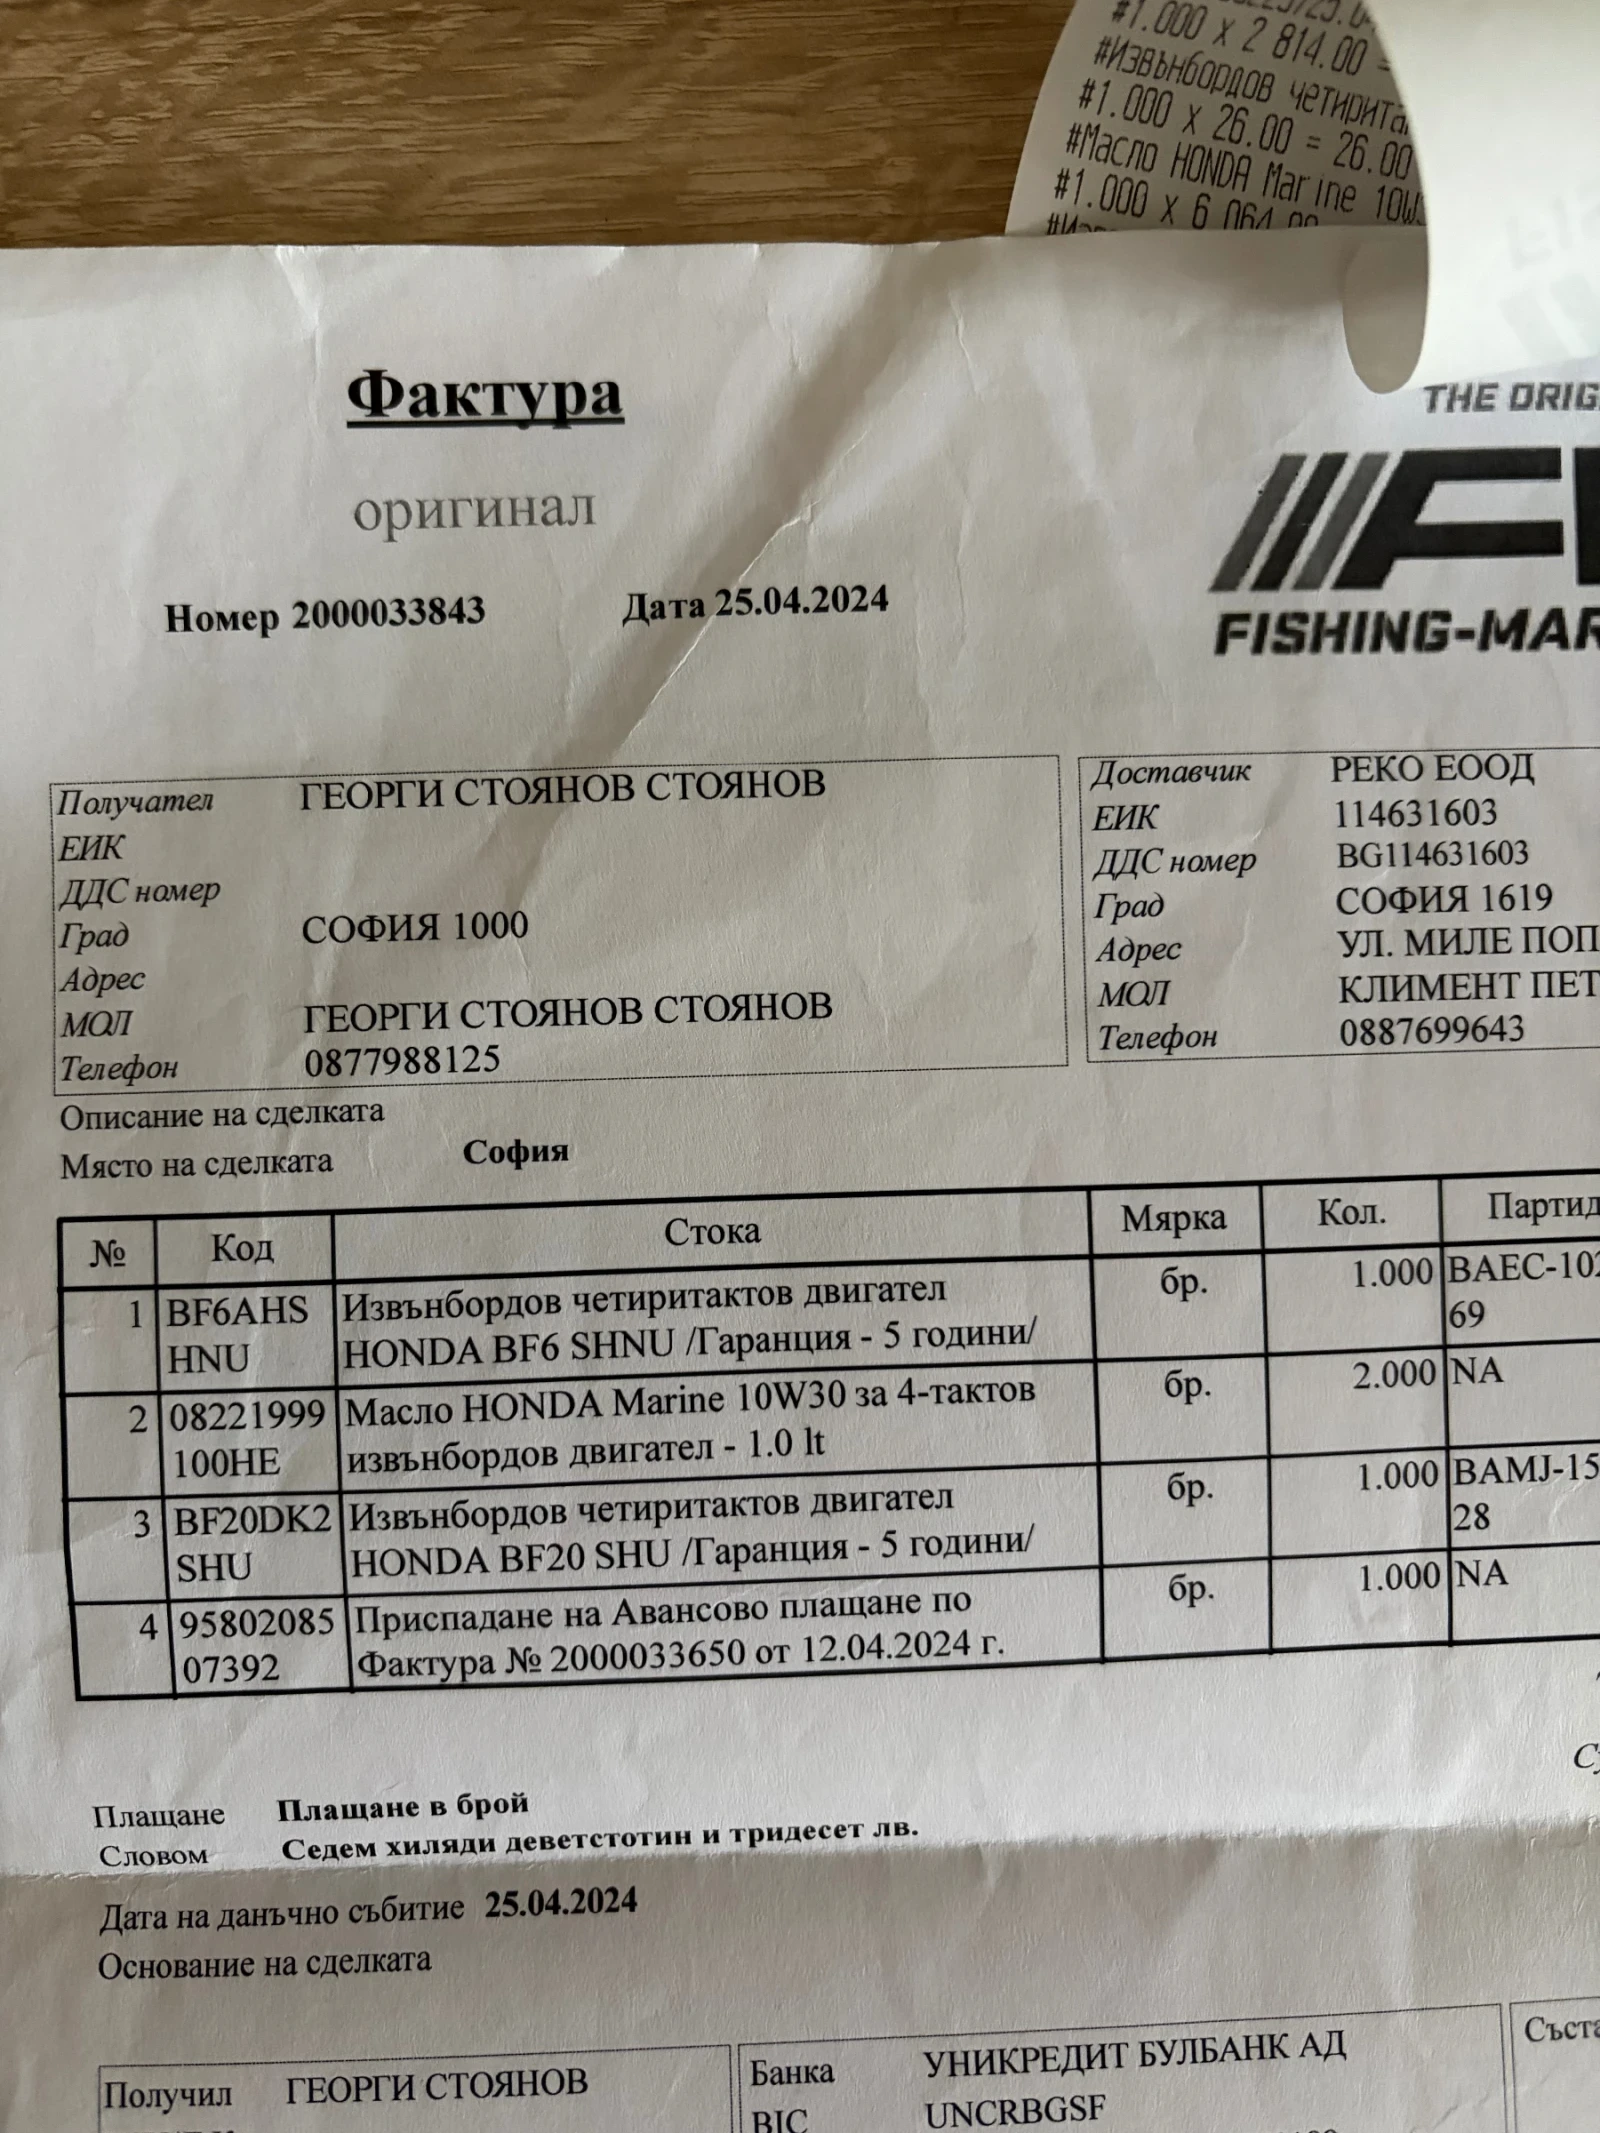 #1.000 x 2 814.00 =
#Извънбордов
#1.000 x 26.00 = 26.00
#Масло HONDA Marine
#1.000 x 6 064.00
Фактура
оригинал
Номер 2000033843 Дата 25.04.2024
THE
FISHING-
Получател ГЕОРГИ СТОЯНОВ СТОЯНОВ
ЕИК
ДДС номер
Град СОФИЯ 1000
Адрес
МОЛ ГЕОРГИ СТОЯНОВ СТОЯНОВ
Телефон 0877988125
Доставчик РЕКО ЕООД
ЕИК 114631603
ДДС номер BG114631603
Град СОФИЯ 1619
Адрес УЛ. МИЛЕ ПОП
МОЛ КЛИМЕНТ ПЕТ
Телефон 0887699643
Описание на сделката
Място на сделката София
№ Код Стока Мярка Кол. Партид
1 BF6AHS Извънбордов четиритактов двигател бр. 1.000 BAEC-102
HNU HONDA BF6 SHNU /Гаранция - 5 години/ 69
2 08221999 Масло HONDA Marine 10W30 за 4-тактов бр. 2.000 NA
100HE извънбордов двигател - 1.0 lt
3 BF20DK2 Извънбордов четиритактов двигател бр. 1.000 BAMJ-15
SHU HONDA BF20 SHU /Гаранция - 5 години/ 28
4 95802085 Приспадане на Авансово плащане по бр. 1.000 NA
07392 Фактура № 2000033650 от 12.04.2024 г.
Плащане Плащане в брой
Словом Седем хиляди деветстотин и тридесет лв.
Дата на данъчно събитие 25.04.2024
Основание на сделката
Получил ГЕОРГИ СТОЯНОВ
Банка УНИКРЕДИТ БУЛБАНК АД
BIC UNCRBGSF
Съста